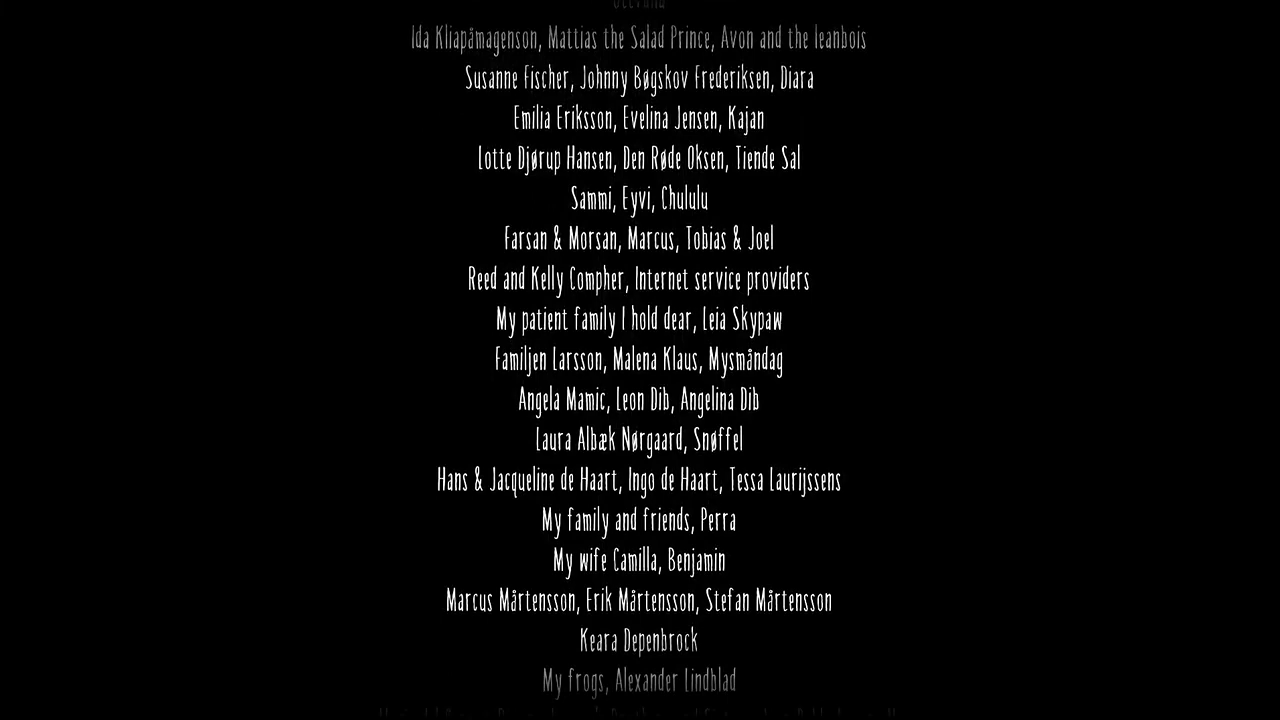 Ida Kliapåmagenson, Mattias the Salad Prince, Avon and the leanbois
Susanne Fischer, Johnny Bøgskov Frederiksen, Diara
Emilia Eriksson, Evelina Jensen, Kajan
Lotte Djørup Hansen, Den Røde Oksen, Tiende Sal
Sammi, Eyvi, Chululu
Farsan & Morsan, Marcus, Tobias & Joel
Reed and Kelly Compher, Internet service providers
My patient family I hold dear, Leia Skypaw
Familjen Larsson, Malena Klaus, Mysmåndag
Angela Mamic, Leon Dib, Angelina Dib
Laura Albæk Nørgaard, Snøffel
Hans & Jacqueline de Haart, Ingo de Haart, Tessa Laurijssens
My family and friends, Perra
My wife Camilla, Benjamin
Marcus Mårtensson, Erik Mårtensson, Stefan Mårtensson
Keara Depenbrock
My frogs, Alexander Lindblad